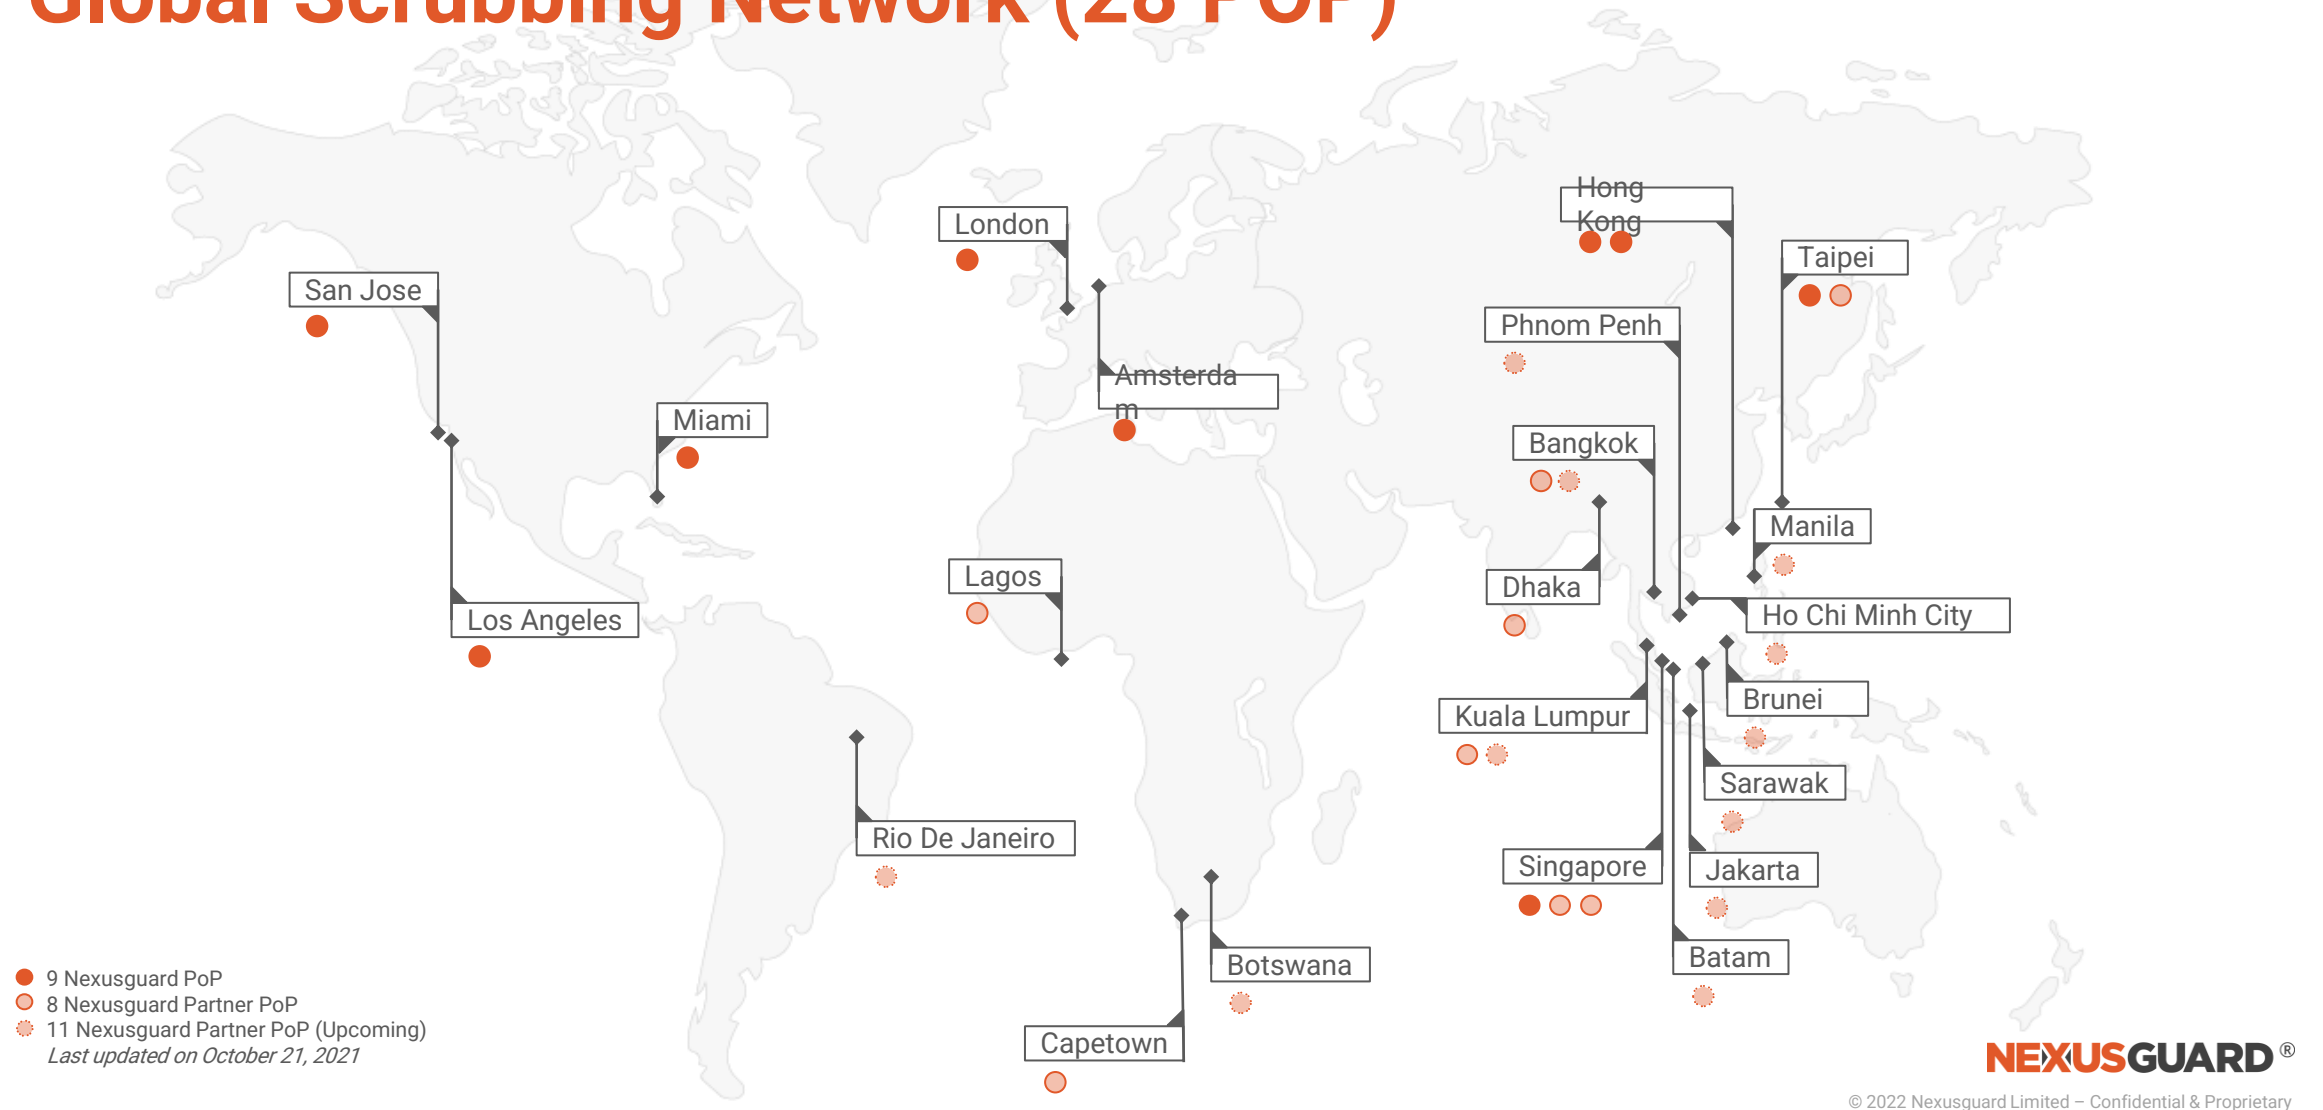 Global Scrubbing Network (28 POP)
Hong
Kong
London
Taipei
San Jose
Phnom Penh
Amsterda
m
Miami
Bangkok
Manila
Lagos
Dhaka
Ho Chi Minh City
Los Angeles
Brunei
Kuala Lumpur
Sarawak
Rio De Janeiro
Singapore
Jakarta
Botswana
Batam
Capetown
9 Nexusguard PoP
8 Nexusguard Partner PoP
11 Nexusguard Partner PoP (Upcoming)
Last updated on October 21, 2021
NEXUSGUARD®
© 2022 Nexusguard Limited – Confidential & Proprietary